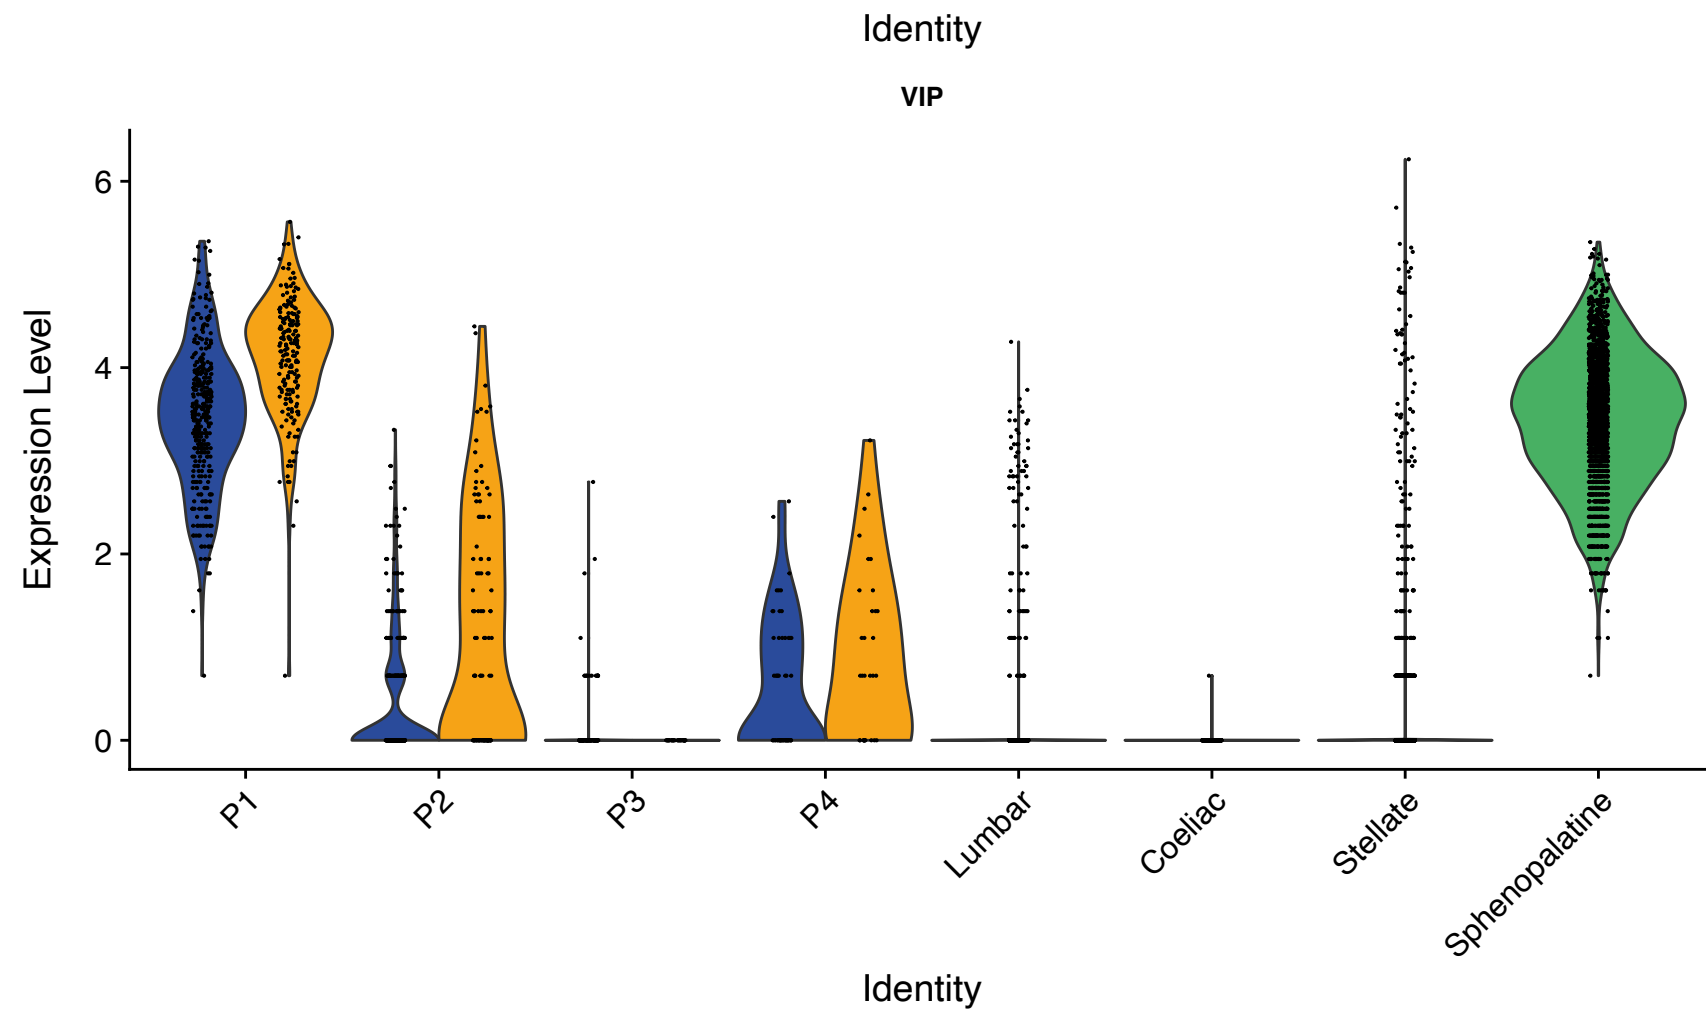 Identity
VIP
Expression Level
6
4
2
0
P1
P2
P3
P4
Lumbar
Coeliac
Stellate
Sphenopalatine
Identity